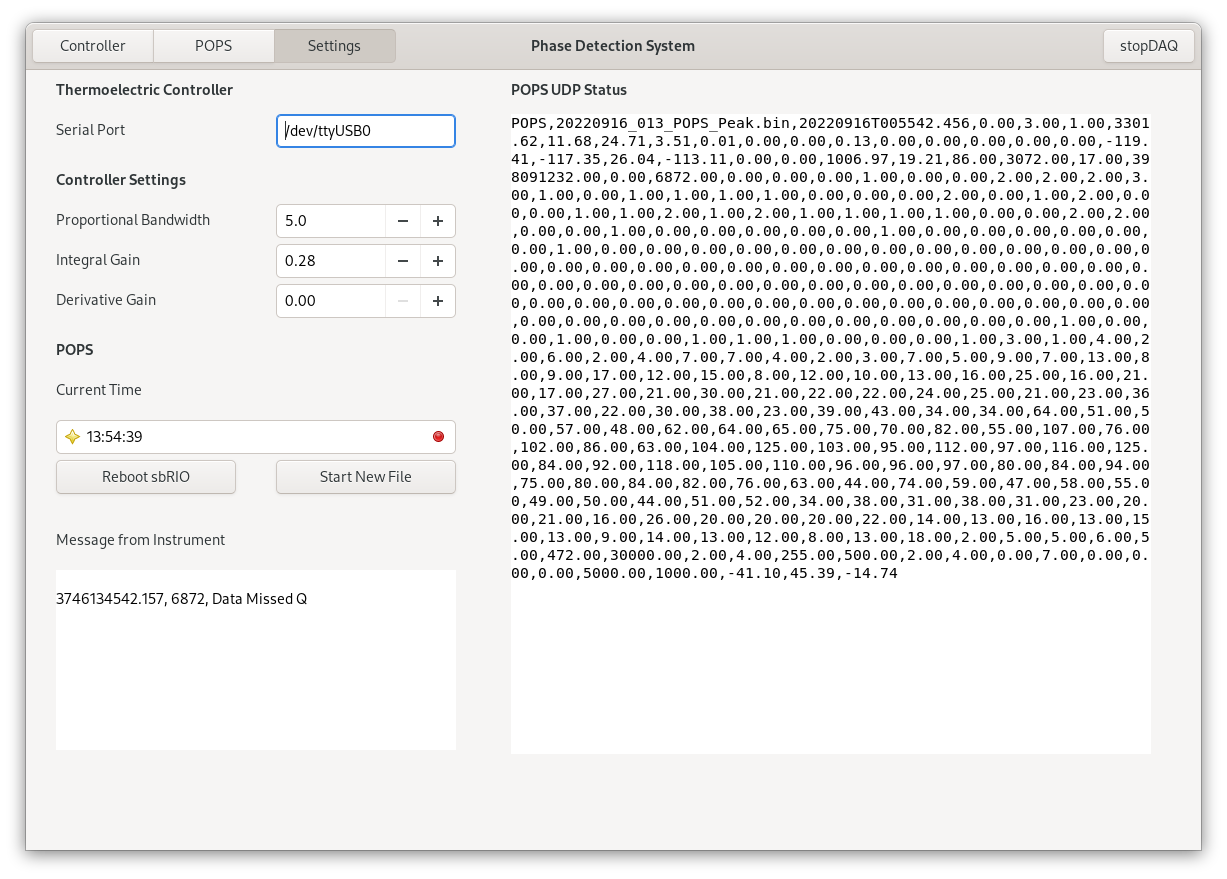 Controller POPS Settings Phase Detection System stopDAQ
Thermoelectric Controller
Serial Port /dev/ttyUSB0
Controller Settings
Proportional Bandwidth 5.0
Integral Gain 0.28
Derivative Gain 0.00
POPS
Current Time
13:54:39
Reboot sbRIO Start New File
Message from Instrument
3746134542.157, 6872, Data Missed Q
POPS UDP Status
POPS,20220916_013_POPS_Peak.bin,20220916T005542.456,0.00,3.00,1.00,3301
.62,11.68,24.71,3.51,0.01,0.00,0.00,0.13,0.00,0.00,0.00,0.00,0.00,-119.
41,-117.35,26.04,-113.11,0.00,0.00,1006.97,19.21,86.00,3072.00,17.00,39
8091232.00,0.00,6872.00,0.00,0.00,0.00,1.00,0.00,0.00,2.00,2.00,2.00,3.
00,1.00,0.00,1.00,1.00,1.00,1.00,0.00,0.00,0.00,2.00,0.00,1.00,2.00,0.0
0,0.00,1.00,1.00,2.00,1.00,2.00,1.00,1.00,1.00,1.00,0.00,0.00,2.00,2.00
,0.00,0.00,1.00,0.00,0.00,0.00,0.00,0.00,1.00,0.00,0.00,0.00,0.00,0.00,
0.00,1.00,0.00,0.00,0.00,0.00,0.00,0.00,0.00,0.00,0.00,0.00,0.00,0.00,0
.00,0.00,0.00,0.00,0.00,0.00,0.00,0.00,0.00,0.00,0.00,0.00,0.00,0.00,0.
00,0.00,0.00,0.00,0.00,0.00,0.00,0.00,0.00,0.00,0.00,0.00,0.00,0.00,0.0
0,0.00,0.00,0.00,0.00,0.00,0.00,0.00,0.00,0.00,0.00,0.00,0.00,0.00,0.00
,0.00,0.00,0.00,0.00,0.00,0.00,0.00,0.00,0.00,0.00,0.00,0.00,1.00,0.00,
0.00,1.00,0.00,0.00,1.00,1.00,1.00,0.00,0.00,0.00,1.00,3.00,1.00,4.00,2
.00,6.00,2.00,4.00,7.00,7.00,4.00,2.00,3.00,7.00,5.00,9.00,7.00,13.00,8
.00,9.00,17.00,12.00,15.00,8.00,12.00,10.00,13.00,16.00,25.00,16.00,21.
00,17.00,27.00,21.00,30.00,21.00,22.00,22.00,24.00,25.00,21.00,23.00,36
.00,37.00,22.00,30.00,38.00,23.00,39.00,43.00,34.00,34.00,64.00,51.00,5
0.00,57.00,48.00,62.00,64.00,65.00,75.00,70.00,82.00,55.00,107.00,76.00
,102.00,86.00,63.00,104.00,125.00,103.00,95.00,112.00,97.00,116.00,125.
00,84.00,92.00,118.00,105.00,110.00,96.00,96.00,97.00,80.00,84.00,94.00
,75.00,80.00,84.00,82.00,76.00,63.00,44.00,74.00,59.00,47.00,58.00,55.0
0,49.00,50.00,44.00,51.00,52.00,34.00,38.00,31.00,38.00,31.00,23.00,20.
00,21.00,16.00,26.00,20.00,20.00,20.00,22.00,14.00,13.00,16.00,13.00,15
.00,13.00,9.00,14.00,13.00,12.00,8.00,13.00,18.00,2.00,5.00,5.00,6.00,5
.00,472.00,30000.00,2.00,4.00,255.00,500.00,2.00,4.00,0.00,7.00,0.00,0.
00,0.00,5000.00,1000.00,-41.10,45.39,-14.74